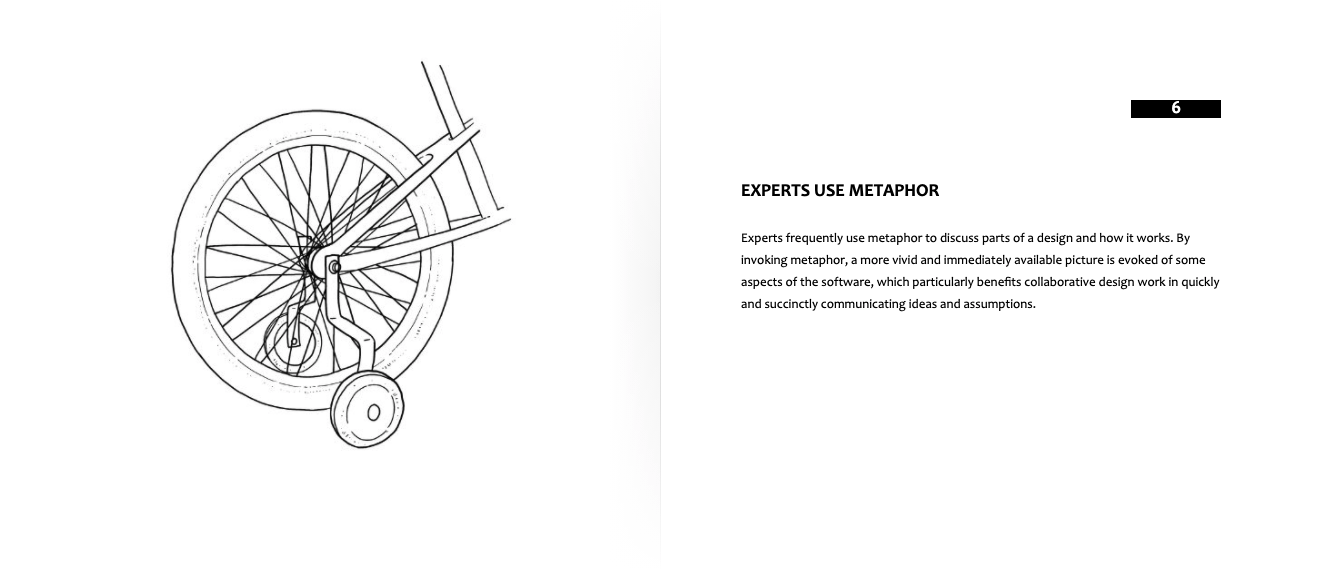 6
EXPERTS USE METAPHOR
Experts frequently use metaphor to discuss parts of a design and how it works. By
invoking metaphor, a more vivid and immediately available picture is evoked of some
aspects of the software, which particularly benefits collaborative design work in quickly
and succinctly communicating ideas and assumptions.